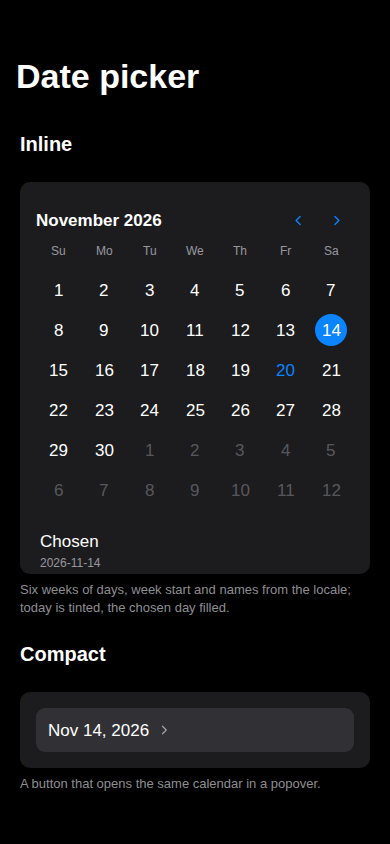 Date picker
Inline
November 2026
Su Mo Tu We Th Fr Sa
1 2 3 4 5 6 7
8 9 10 11 12 13 14
15 16 17 18 19 20 21
22 23 24 25 26 27 28
29 30 1 2 3 4 5
6 7 8 9 10 11 12
Chosen
2026-11-14
Six weeks of days, week start and names from the locale;
today is tinted, the chosen day filled.
Compact
Nov 14, 2026
A button that opens the same calendar in a popover.